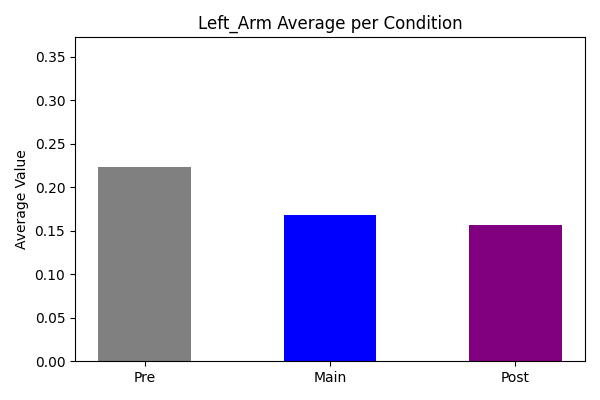 Left_Arm Average per Condition
Average Value
0.35
0.30
0.25
0.20
0.15
0.10
0.05
0.00
Pre
Main
Post